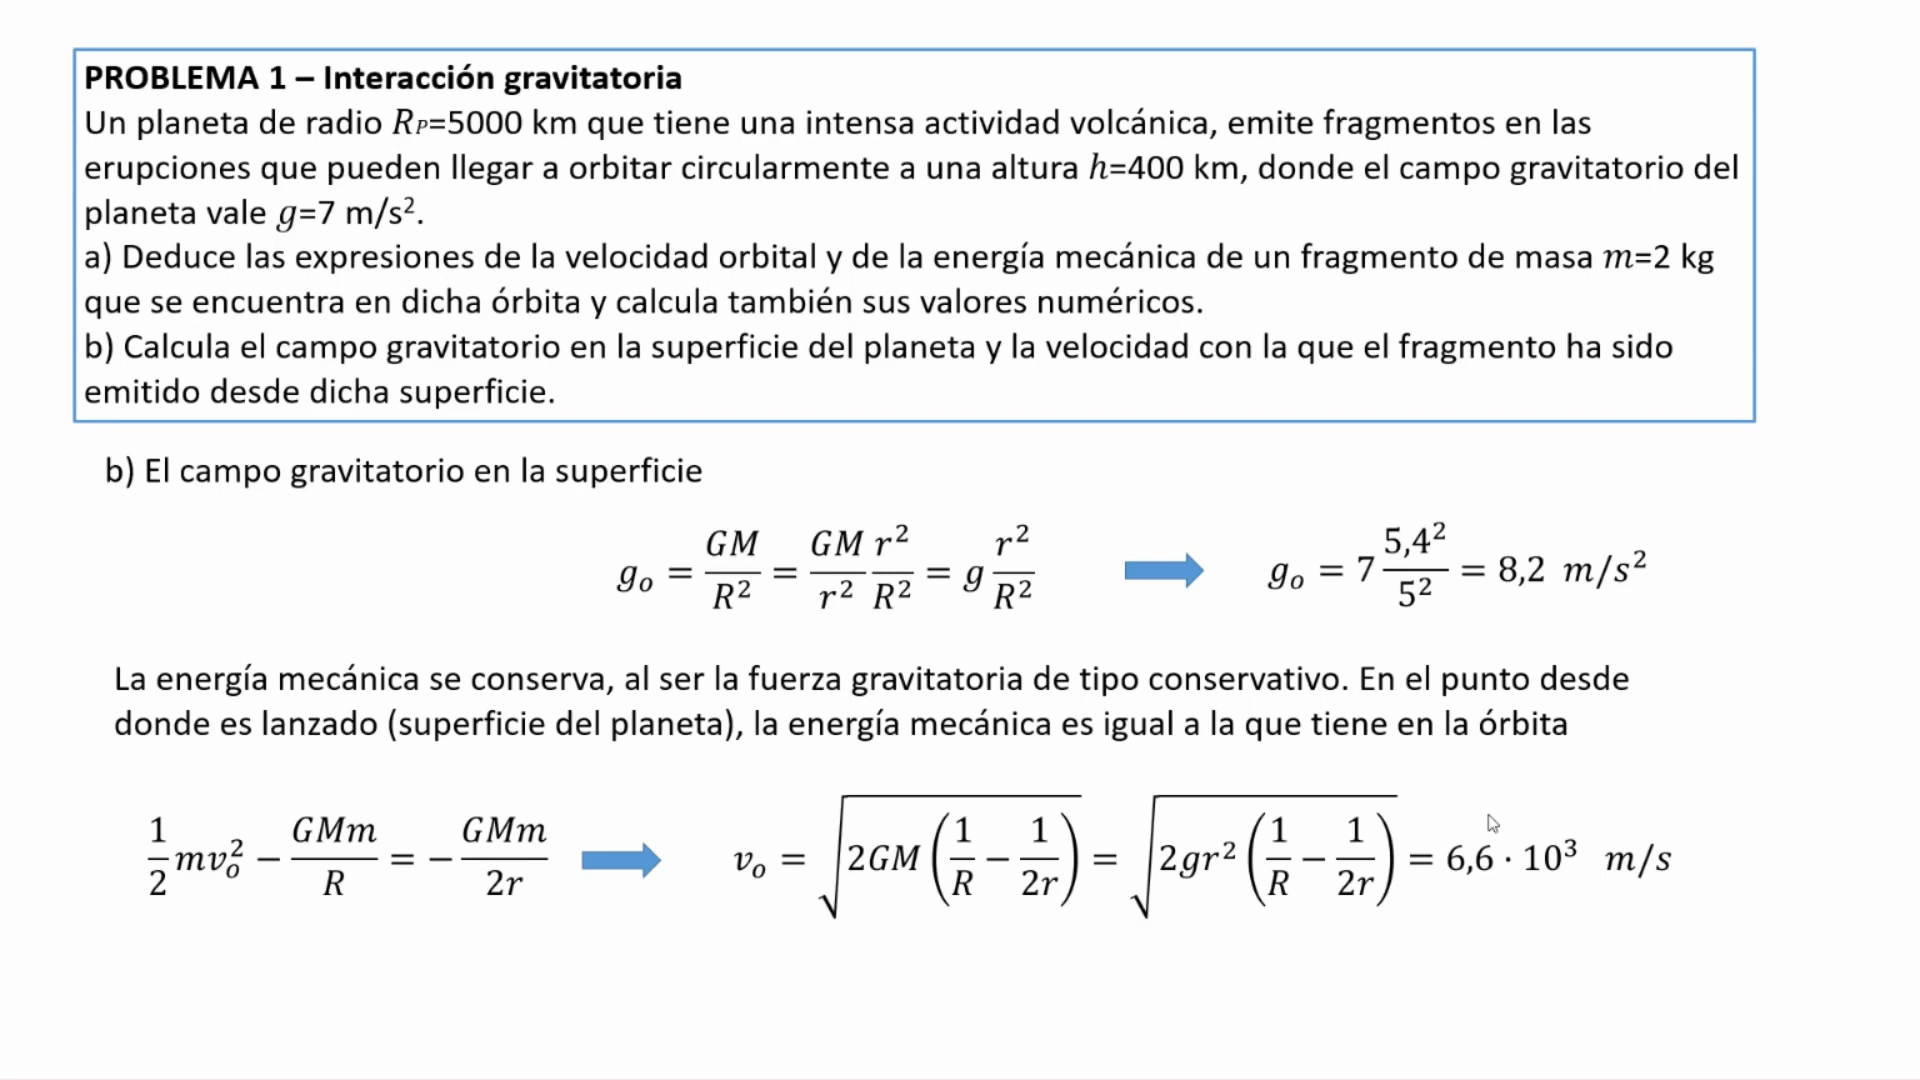 PROBLEMA 1 – Interacción gravitatoria
Un planeta de radio R_P=5000 km que tiene una intensa actividad volcánica, emite fragmentos en las
erupciones que pueden llegar a orbitar circularmente a una altura h=400 km, donde el campo gravitatorio del
planeta vale g=7 m/s².
a) Deduce las expresiones de la velocidad orbital y de la energía mecánica de un fragmento de masa m=2 kg
que se encuentra en dicha órbita y calcula también sus valores numéricos.
b) Calcula el campo gravitatorio en la superficie del planeta y la velocidad con la que el fragmento ha sido
emitido desde dicha superficie.
b) El campo gravitatorio en la superficie
g_o = GM/R² = GM/r² r²/R² = g r²/R² g_o = 7 5,4²/5² = 8,2 m/s²
La energía mecánica se conserva, al ser la fuerza gravitatoria de tipo conservativo. En el punto desde
donde es lanzado (superficie del planeta), la energía mecánica es igual a la que tiene en la órbita
1/2 mv_o² − GMm/R = − GMm/2r v_o = √(2GM (1/R − 1/2r)) = √(2gr² (1/R − 1/2r)) = 6,6 · 10³ m/s